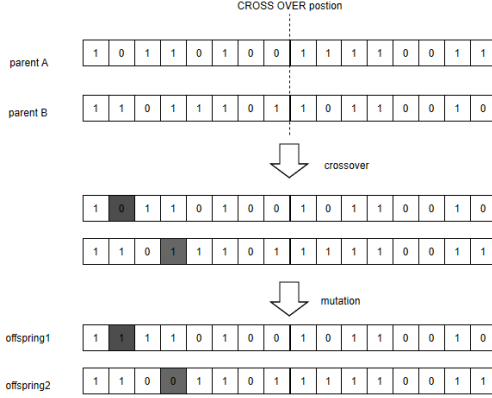 CROSS OVER postion
parent A 1 0 1 1 0 1 0 0 1 1 1 1 0 0 1 1
parent B 1 1 0 1 1 1 0 1 1 0 1 1 0 0 1 0
crossover
1 0 1 1 0 1 0 0 1 0 1 1 0 0 1 0
1 1 0 1 1 1 0 1 1 1 1 1 0 0 1 1
mutation
offspring1 1 1 1 1 0 1 0 0 1 0 1 1 0 0 1 0
offspring2 1 1 0 0 1 1 0 1 1 1 1 1 0 0 1 1